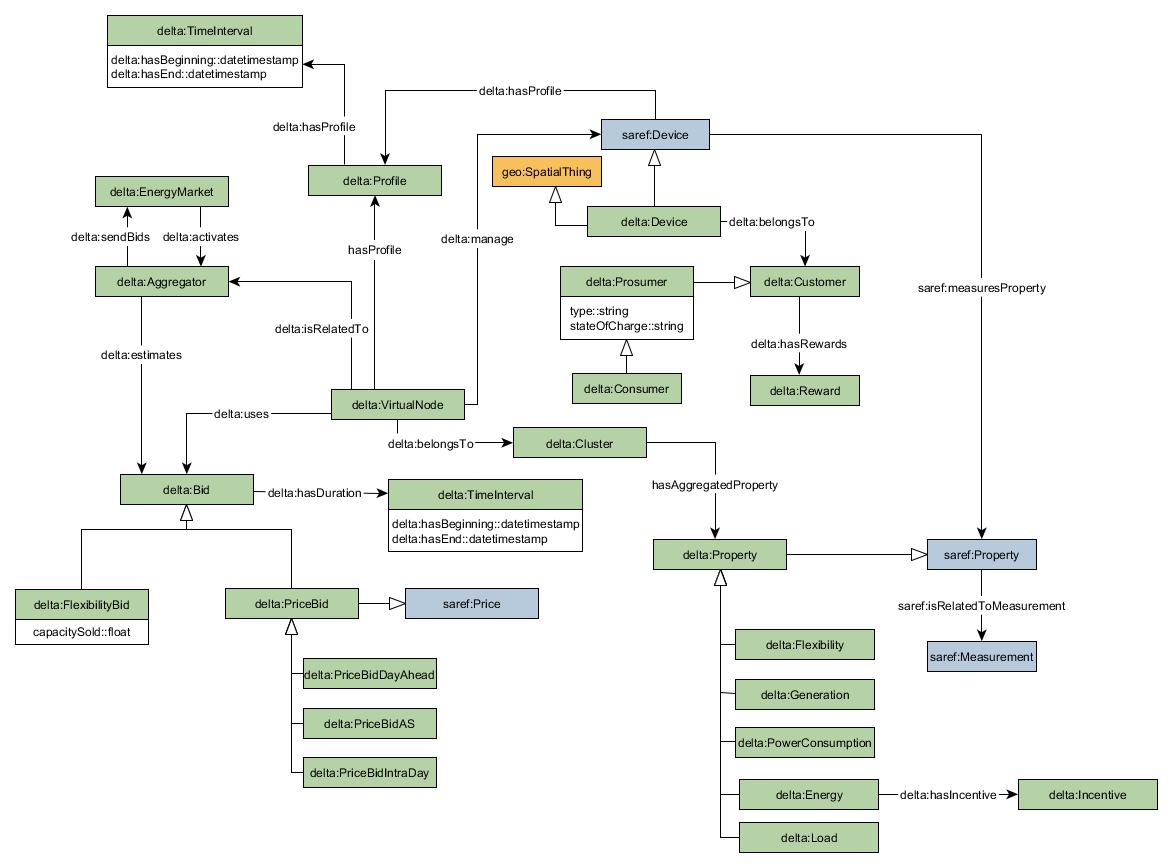 delta:TimeInterval
delta:hasBeginning::datetimestamp
delta:hasEnd::datetimestamp
delta:hasProfile
delta:hasProfile
saref:Device
geo:SpatialThing
delta:Profile
delta:EnergyMarket
delta:Device
delta:belongsTo
delta:sendBids
delta:activates
hasProfile
delta:manage
delta:Aggregator
delta:Prosumer
type::string
stateOfCharge::string
delta:Customer
saref:measuresProperty
delta:isRelatedTo
delta:hasRewards
delta:estimates
delta:Consumer
delta:Reward
delta:VirtualNode
delta:uses
delta:belongsTo
delta:Cluster
hasAggregatedProperty
delta:Bid
delta:hasDuration
delta:TimeInterval
delta:hasBeginning::datetimestamp
delta:hasEnd::datetimestamp
delta:Property
saref:Property
delta:FlexibilityBid
capacitySold::float
delta:PriceBid
saref:Price
saref:isRelatedToMeasurement
delta:Flexibility
saref:Measurement
delta:PriceBidDayAhead
delta:Generation
delta:PriceBidAS
delta:PowerConsumption
delta:PriceBidIntraDay
delta:Energy
delta:hasIncentive
delta:Incentive
delta:Load